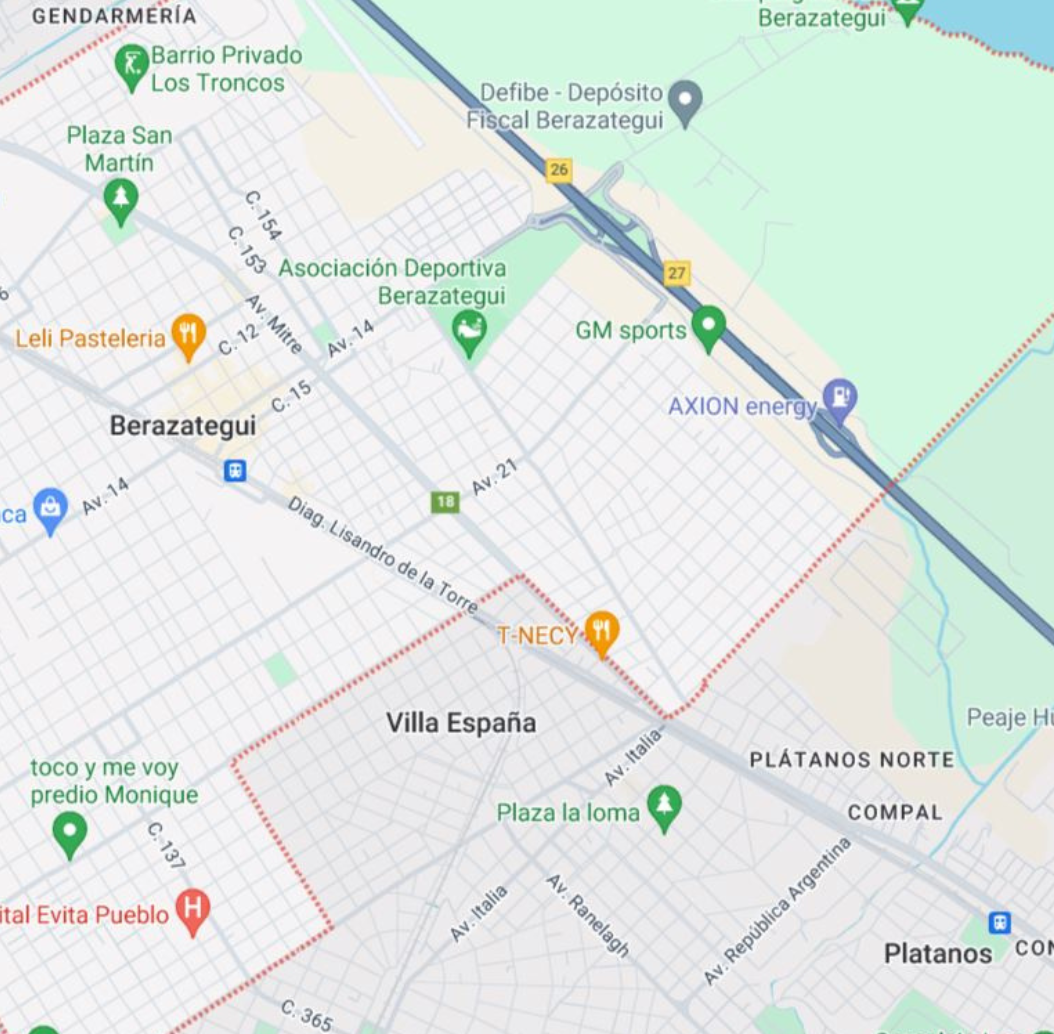 GENDARMERÍA
Berazategui
Barrio Privado
Los Troncos
Defibe - Depósito
Fiscal Berazategui
Plaza San
Martín
26
C. 154
C. 153
Asociación Deportiva
Berazategui
27
Av. Mitre
GM sports
Leli Pasteleria
C. 12
Av. 14
C. 15
AXION energy
Berazategui
Av. 21
18
Av. 14
ca
Diag. Lisandro de la Torre
T-NECY
Villa España
Peaje Hu
Av. Italia
PLÁTANOS NORTE
toco y me voy
predio Monique
Plaza la loma
COMPAL
C. 137
Av. República Argentina
Av. Italia
Av. Ranelagh
H
ital Evita Pueblo
Platanos
CON
C. 365